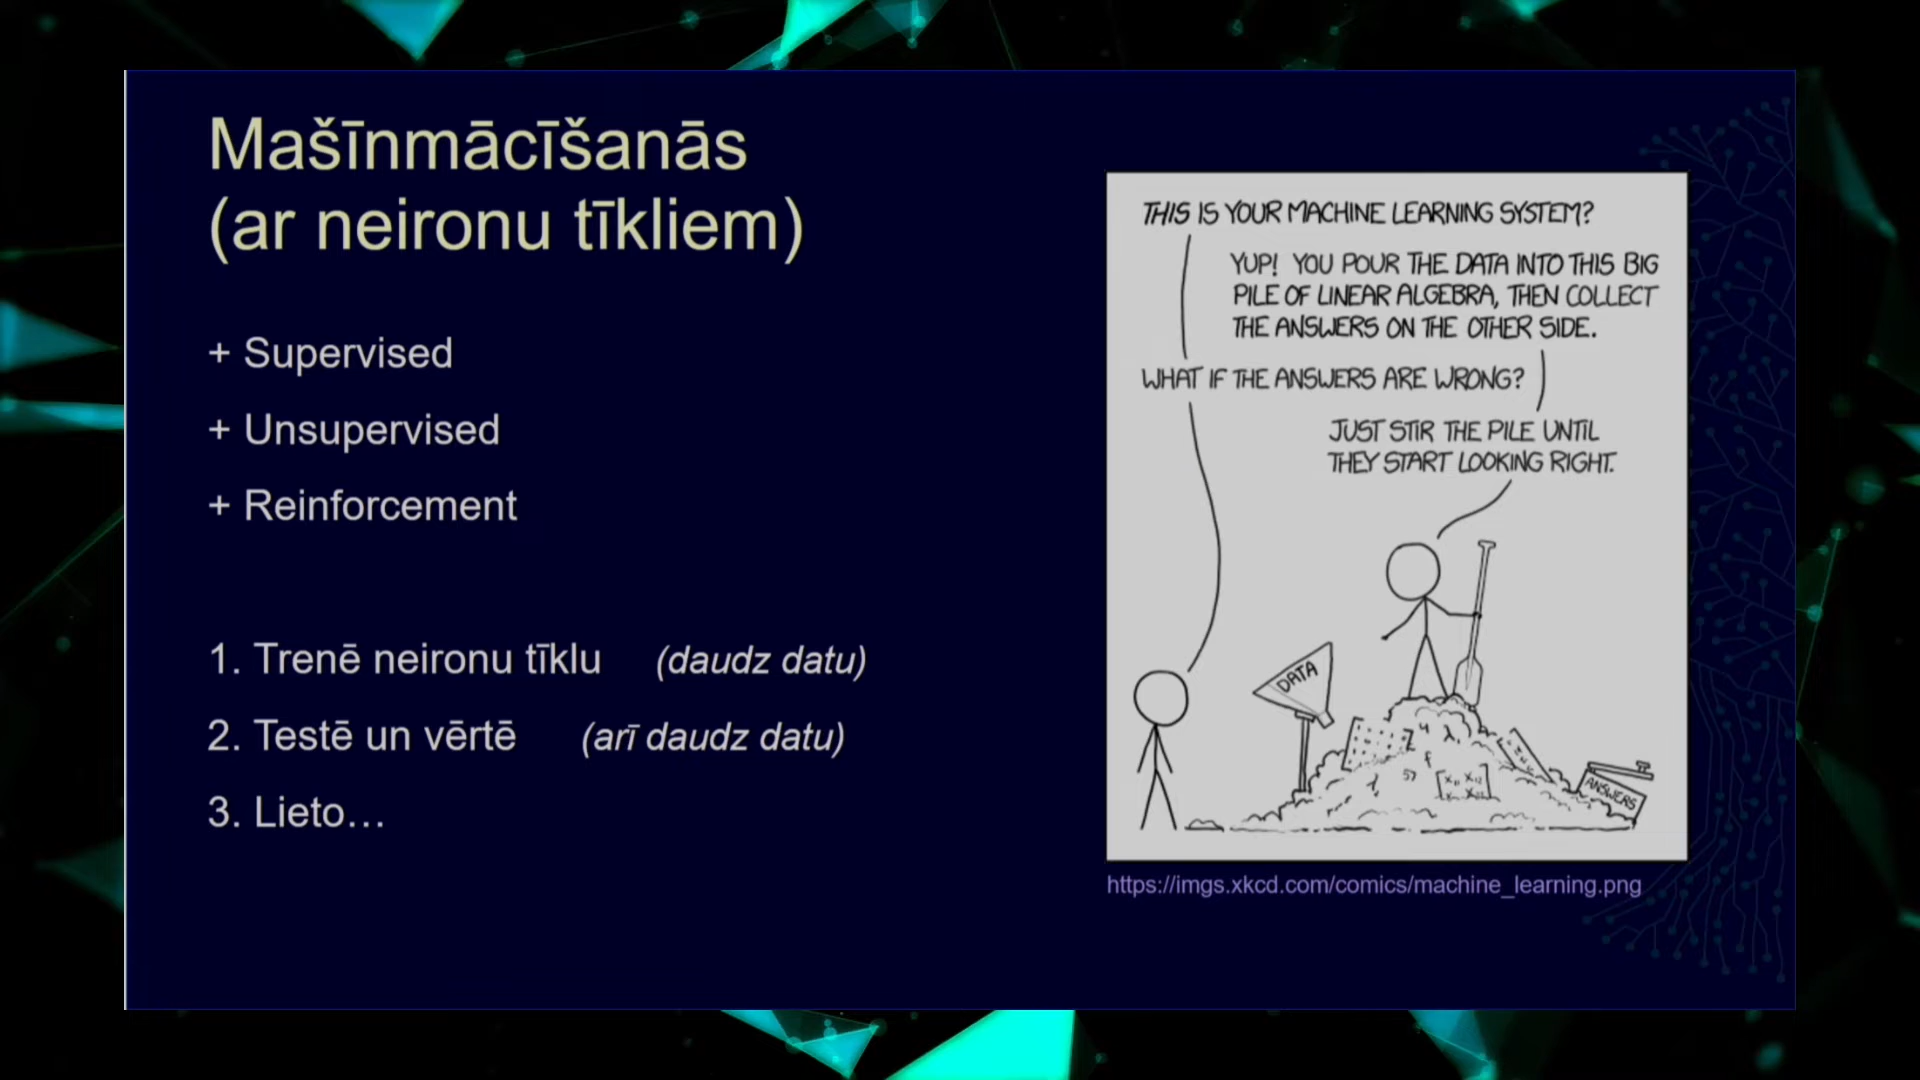 Mašīnmācīšanās
(ar neironu tīkliem)
+ Supervised
+ Unsupervised
+ Reinforcement
1. Trenē neironu tīklu (daudz datu)
2. Testē un vērtē (arī daudz datu)
3. Lieto…
THIS IS YOUR MACHINE LEARNING SYSTEM?
YUP! YOU POUR THE DATA INTO THIS BIG
PILE OF LINEAR ALGEBRA, THEN COLLECT
THE ANSWERS ON THE OTHER SIDE.
WHAT IF THE ANSWERS ARE WRONG?
JUST STIR THE PILE UNTIL
THEY START LOOKING RIGHT.
DATA
ANSWERS
https://imgs.xkcd.com/comics/machine_learning.png